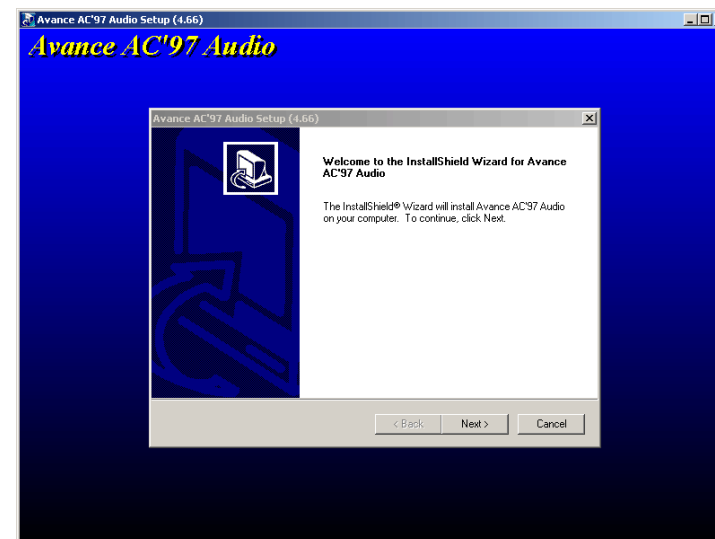 Avance AC'97 Audio Setup (4.66)
Avance AC'97 Audio
Avance AC'97 Audio Setup (4.66)
Welcome to the InstallShield Wizard for Avance
AC'97 Audio
The InstallShield® Wizard will install Avance AC'97 Audio
on your computer. To continue, click Next.
< Back Next > Cancel